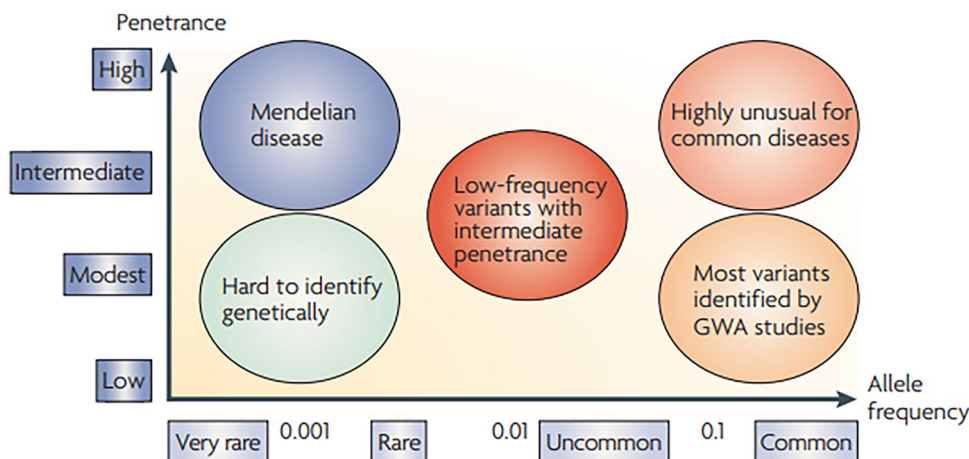 Penetrance
High
Intermediate
Modest
Low
Mendelian
disease
Highly unusual for
common diseases
Low-frequency
variants with
intermediate
penetrance
Hard to identify
genetically
Most variants
identified by
GWA studies
Allele
frequency
Very rare
0.001
Rare
0.01
Uncommon
0.1
Common